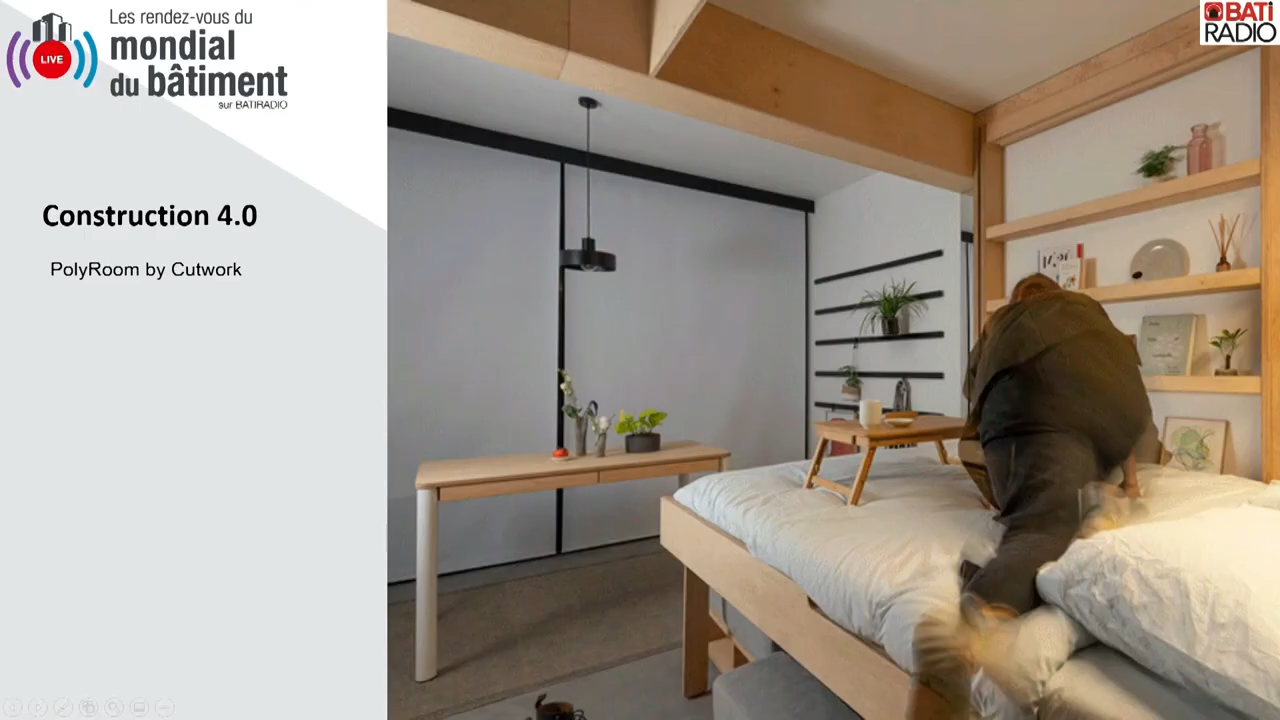 Les rendez-vous du
mondial
du bâtiment
sur BATIRADIO
LIVE
BATi
RADIO
Construction 4.0
PolyRoom by Cutwork